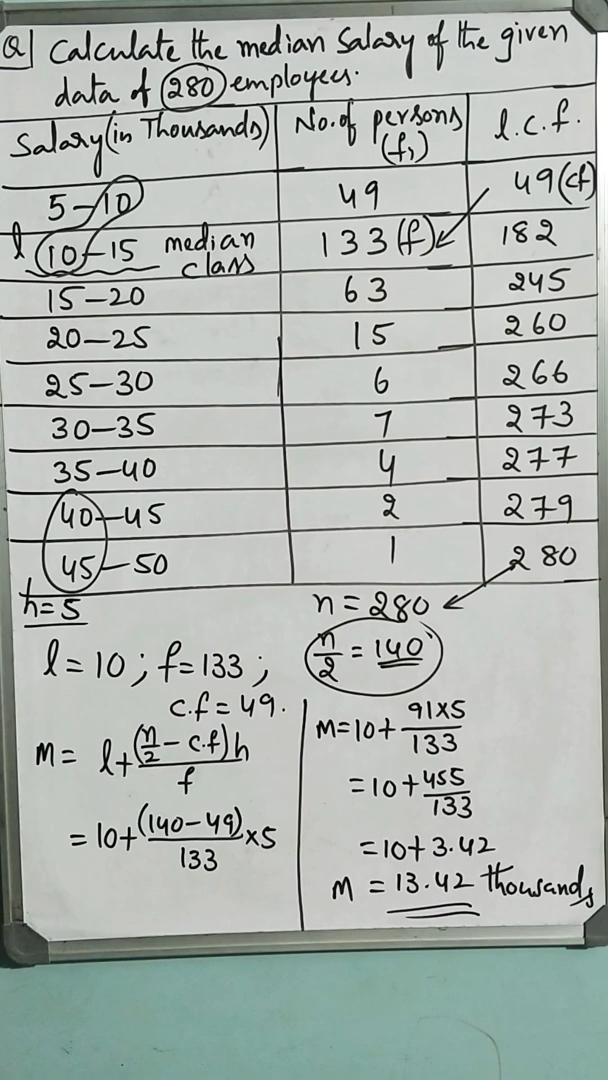 Q| Calculate the median Salary of the given
data of 280 employees.
Salary (in Thousands) No. of persons (f₁) l.c.f.
5-10 49 49 (cf)
l 10-15 median class 133 (f) 182
15-20 63 245
20-25 15 260
25-30 6 266
30-35 7 273
35-40 4 277
40-45 2 279
45-50 1 280
h=5 n=280
n/2 = 140
l=10; f=133;
c.f=49.
M= l+(n/2 - c.f)h/f
=10+(140-49)/133 x5
M=10+ 91x5/133
=10+455/133
=10+3.42
M =13.42 thousands